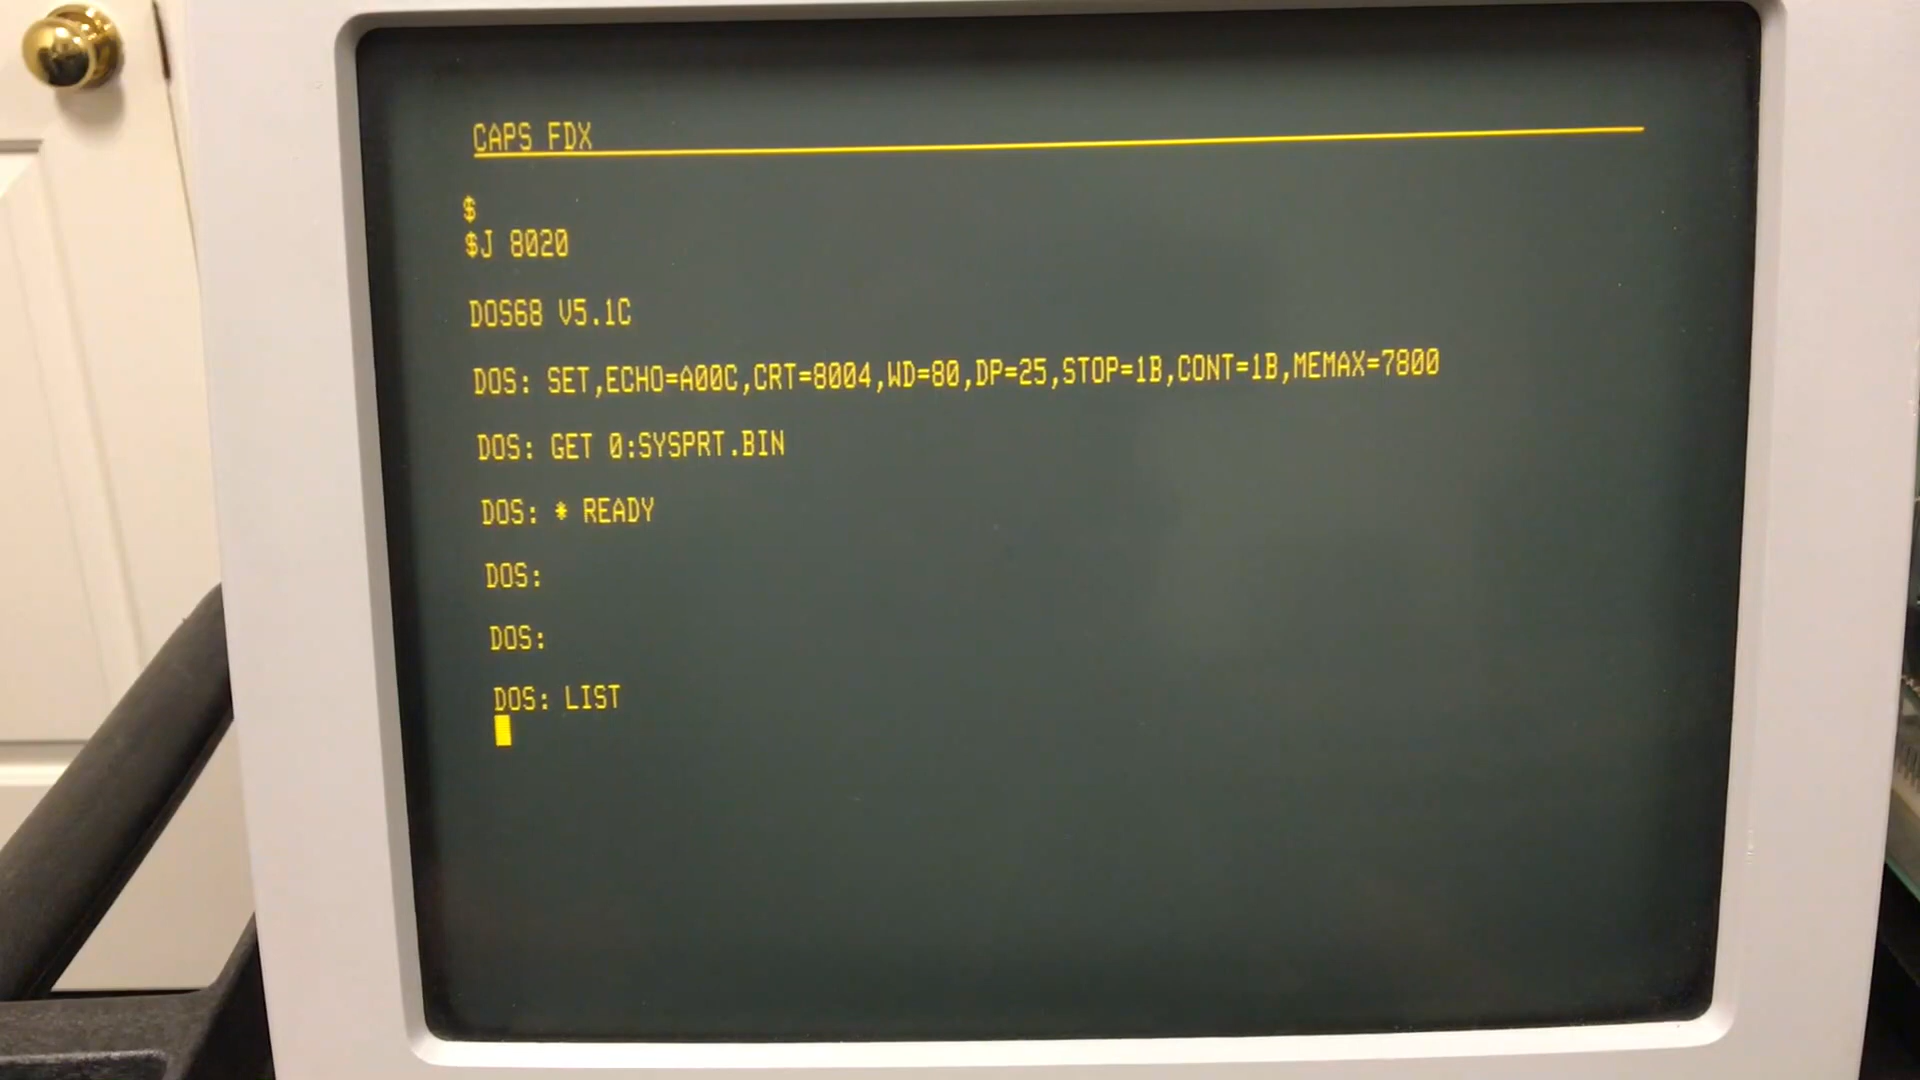 CAPS FDX
$
$J 8020
DOS68 V5.1C
DOS: SET,ECHO=A00C,CRT=8004,WD=80,DP=25,STOP=1B,CONT=1B,MEMAX=7800
DOS: GET 0:SYSPRT.BIN
DOS: * READY
DOS:
DOS:
DOS: LIST